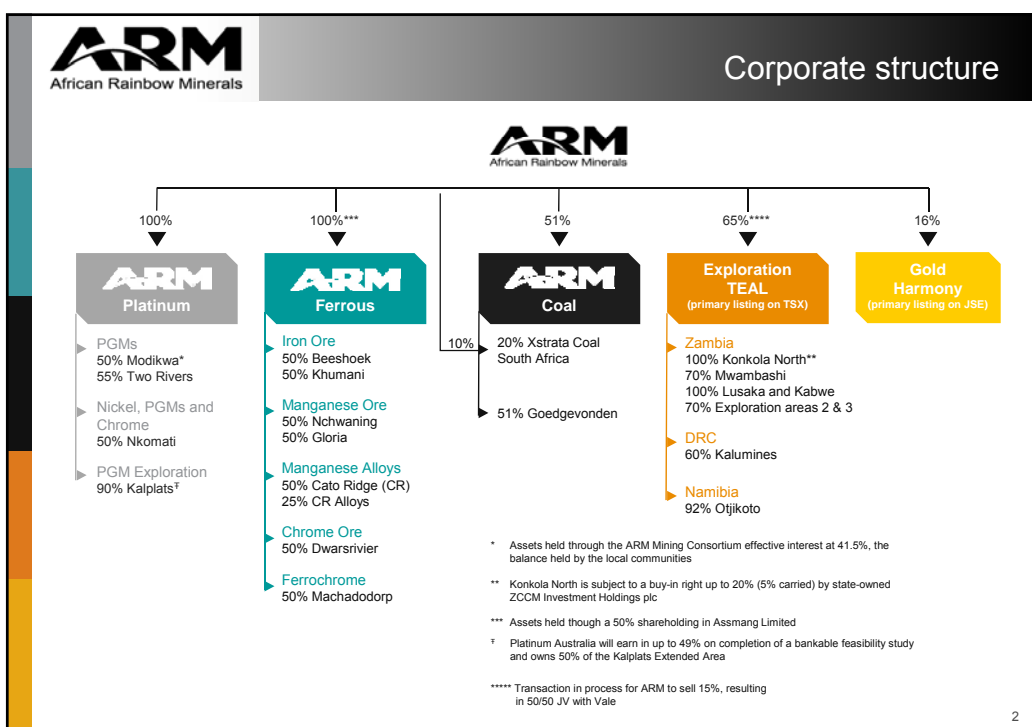 ARM
African Rainbow Minerals
Corporate structure
ARM
African Rainbow Minerals
100%
100%***
51%
65%****
16%
ARM
Platinum
ARM
Ferrous
ARM
Coal
Exploration
TEAL
(primary listing on TSX)
Gold
Harmony
(primary listing on JSE)
PGMs
50% Modikwa*
55% Two Rivers
Nickel, PGMs and
Chrome
50% Nkomati
PGM Exploration
90% Kalplats Ŧ
Iron Ore
50% Beeshoek
50% Khumani
Manganese Ore
50% Nchwaning
50% Gloria
Manganese Alloys
50% Cato Ridge (CR)
25% CR Alloys
Chrome Ore
50% Dwarsrivier
Ferrochrome
50% Machadodorp
10%
20% Xstrata Coal
South Africa
51% Goedgevonden
Zambia
100% Konkola North**
70% Mwambashi
100% Lusaka and Kabwe
70% Exploration areas 2 & 3
DRC
60% Kalumines
Namibia
92% Otjikoto
* Assets held through the ARM Mining Consortium effective interest at 41.5%, the
balance held by the local communities
** Konkola North is subject to a buy-in right up to 20% (5% carried) by state-owned
ZCCM Investment Holdings plc
*** Assets held though a 50% shareholding in Assmang Limited
Ŧ Platinum Australia will earn in up to 49% on completion of a bankable feasibility study
and owns 50% of the Kalplats Extended Area
***** Transaction in process for ARM to sell 15%, resulting
in 50/50 JV with Vale
2